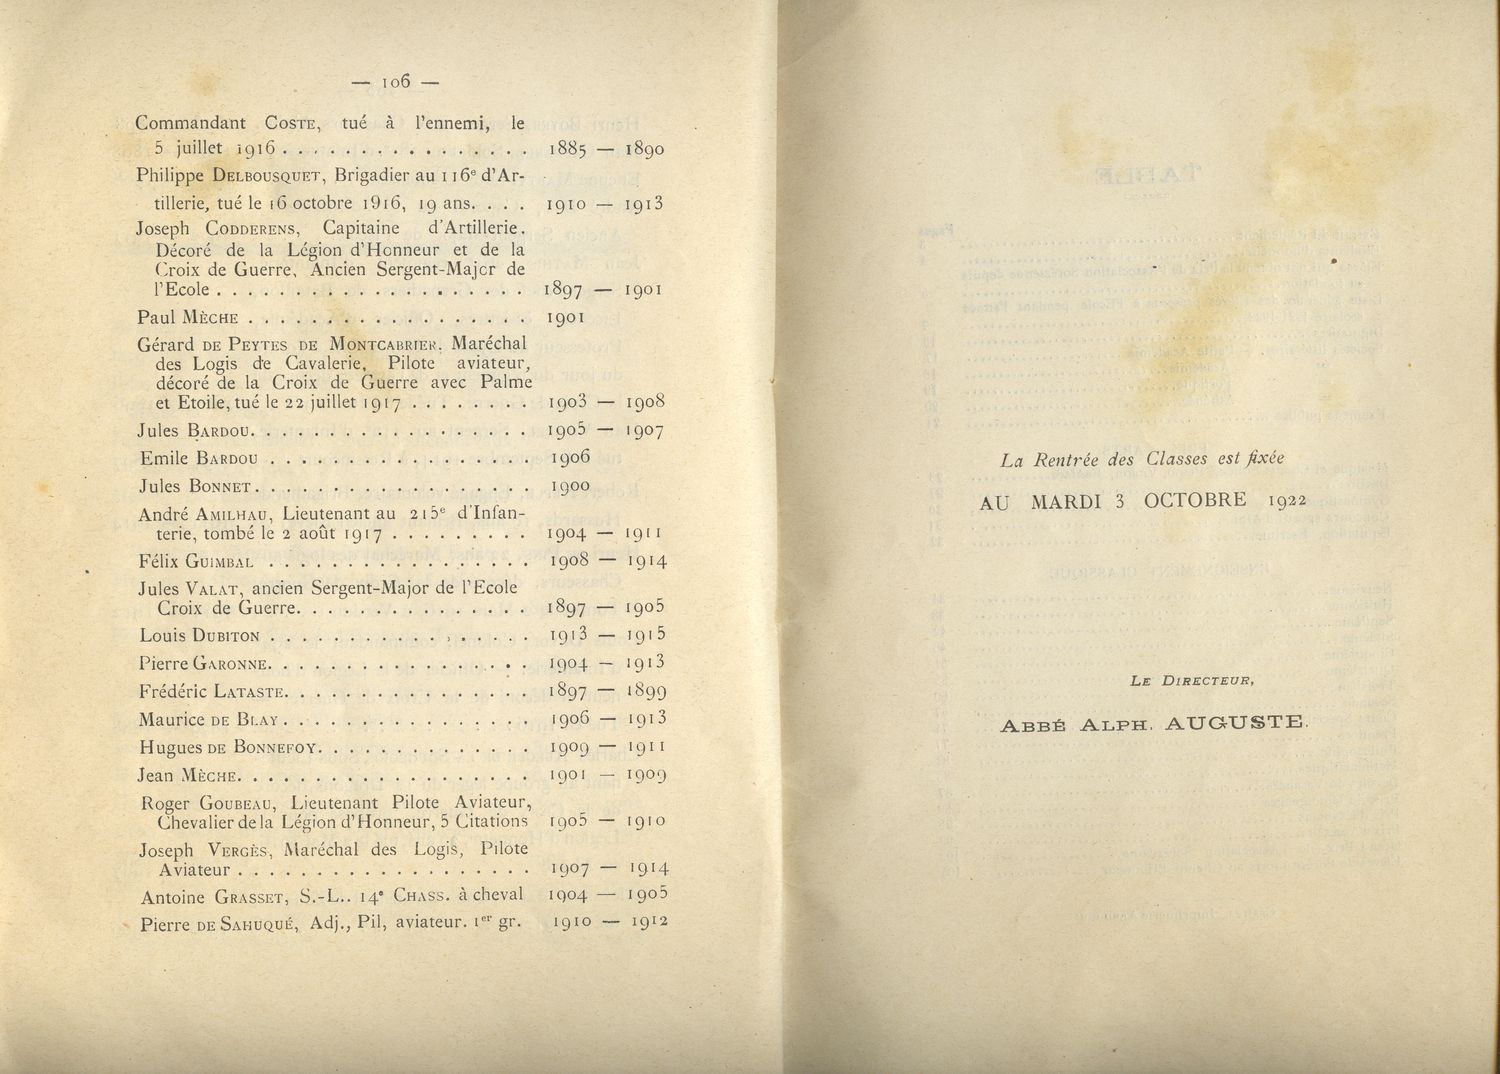 — 106 —
Commandant COSTE, tué à l'ennemi, le
5 juillet 1916 . . . . . . . . . . . . . . . . 1885 — 1890
Philippe DELBOUSQUET, Brigadier au 116e d'Ar-
tillerie, tué le 16 octobre 1916, 19 ans. . . . 1910 — 1913
Joseph CODDERENS, Capitaine d'Artillerie.
Décoré de la Légion d'Honneur et de la
Croix de Guerre, Ancien Sergent-Major de
l'Ecole . . . . . . . . . . . . . . . . . . . . 1897 — 1901
Paul MÈCHE . . . . . . . . . . . . . . . . . . 1901
Gérard DE PEYTES DE MONTCABRIER. Maréchal
des Logis de Cavalerie, Pilote aviateur,
décoré de la Croix de Guerre avec Palme
et Etoile, tué le 22 juillet 1917 . . . . . . . . 1903 — 1908
Jules BARDOU. . . . . . . . . . . . . . . . . . 1905 — 1907
Emile BARDOU . . . . . . . . . . . . . . . . . 1906
Jules BONNET. . . . . . . . . . . . . . . . . . 1900
André AMILHAU, Lieutenant au 215e d'Infan-
terie, tombé le 2 août 1917 . . . . . . . . . 1904 — 1911
Félix GUIMBAL . . . . . . . . . . . . . . . . . 1908 — 1914
Jules VALAT, ancien Sergent-Major de l'Ecole
Croix de Guerre. . . . . . . . . . . . . . . 1897 — 1905
Louis DUBITON . . . . . . . . . . . . . . . . . 1913 — 1915
Pierre GARONNE. . . . . . . . . . . . . . . . . 1904 — 1913
Frédéric LATASTE. . . . . . . . . . . . . . . . 1897 — 1899
Maurice DE BLAY . . . . . . . . . . . . . . . . 1906 — 1913
Hugues DE BONNEFOY. . . . . . . . . . . . . . 1909 — 1911
Jean MÈCHE. . . . . . . . . . . . . . . . . . . 1901 — 1909
Roger GOUBEAU, Lieutenant Pilote Aviateur,
Chevalier de la Légion d'Honneur, 5 Citations 1905 — 1910
Joseph VERGÈS, Maréchal des Logis, Pilote
Aviateur . . . . . . . . . . . . . . . . . . . 1907 — 1914
Antoine GRASSET, S.-L.. 14e CHASS. à cheval 1904 — 1905
Pierre DE SAHUQUÉ, Adj., Pil, aviateur. 1er gr. 1910 — 1912
La Rentrée des Classes est fixée
AU MARDI 3 OCTOBRE 1922
LE DIRECTEUR,
ABBÉ ALPH. AUGUSTE.